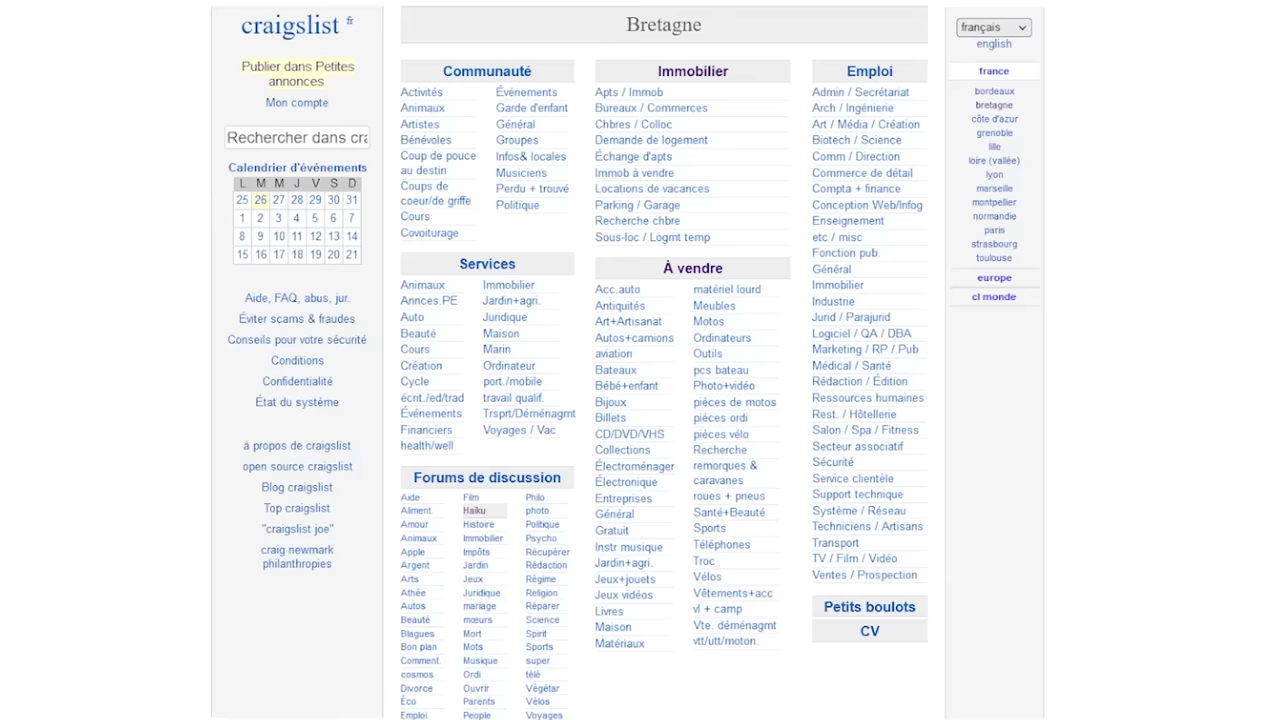 craigslist fr
Publier dans Petites
annonces
Mon compte
Rechercher dans cra
Calendrier d'événements
L M M J V S D
25 26 27 28 29 30 31
1 2 3 4 5 6 7
8 9 10 11 12 13 14
15 16 17 18 19 20 21
Aide, FAQ, abus, jur.
Éviter scams & fraudes
Conseils pour votre sécurité
Conditions
Confidentialité
État du système
à propos de craigslist
open source craigslist
Blog craigslist
Top craigslist
"craigslist joe"
craig newmark
philanthropies
Bretagne
Communauté
Activités
Animaux
Artistes
Bénévoles
Coup de pouce
au destin
Coups de
coeur/de griffe
Cours
Covoiturage
Événements
Garde d'enfant
Général
Groupes
Infos& locales
Musiciens
Perdu + trouvé
Politique
Services
Animaux
Annces.PE
Auto
Beauté
Cours
Création
Cycle
écrit./ed/trad
Événements
Financiers
health/well
Immobilier
Jardin+agri.
Juridique
Maison
Marin
Ordinateur
port./mobile
travail qualif.
Trsprt/Déménagmt
Voyages / Vac
Forums de discussion
Aide
Aliment.
Amour
Animaux
Apple
Argent
Arts
Athée
Autos
Beauté
Blagues
Bon plan
Comment.
cosmos
Divorce
Éco
Emploi
Film
Haïku
Histoire
Immobilier
Impôts
Jardin
Jeux
Juridique
mariage
mœurs
Mort
Mots
Musique
Ordi
Ouvrir
Parents
People
Philo
photo
Politique
Psycho
Récupérer
Rédaction
Régime
Religion
Réparer
Science
Spirit
Sports
super
télé
Végétar
Vélos
Voyages
Immobilier
Apts / Immob
Bureaux / Commerces
Chbres / Colloc
Demande de logement
Échange d'apts
Immob à vendre
Locations de vacances
Parking / Garage
Recherche chbre
Sous-loc / Logmt temp
À vendre
Acc.auto
Antiquités
Art+Artisanat
Autos+camions
aviation
Bateaux
Bébé+enfant
Bijoux
Billets
CD/DVD/VHS
Collections
Électroménager
Électronique
Entreprises
Général
Gratuit
Instr musique
Jardin+agri.
Jeux+jouets
Jeux vidéos
Livres
Maison
Matériaux
matériel lourd
Meubles
Motos
Ordinateurs
Outils
pcs bateau
Photo+vidéo
pièces de motos
pièces ordi
pièces vélo
Recherche
remorques &
caravanes
roues + pneus
Santé+Beauté
Sports
Téléphones
Troc
Vélos
Vêtements+acc
vl + camp
Vte. déménagmt
vtt/utt/moton.
Emploi
Admin / Secrétariat
Arch / Ingénierie
Art / Média / Création
Biotech / Science
Comm / Direction
Commerce de détail
Compta + finance
Conception Web/Infog
Enseignement
etc / misc
Fonction pub.
Général
Immobilier
Industrie
Jurid / Parajurid
Logiciel / QA / DBA
Marketing / RP / Pub
Médical / Santé
Rédaction / Édition
Ressources humaines
Rest. / Hôtellerie
Salon / Spa / Fitness
Secteur associatif
Sécurité
Service clientéle
Support technique
Système / Réseau
Techniciens / Artisans
Transport
TV / Film / Vidéo
Ventes / Prospection
Petits boulots
CV
français
english
france
bordeaux
bretagne
côte d'azur
grenoble
lille
loire (vallée)
lyon
marseille
montpellier
normandie
paris
strasbourg
toulouse
europe
cl monde